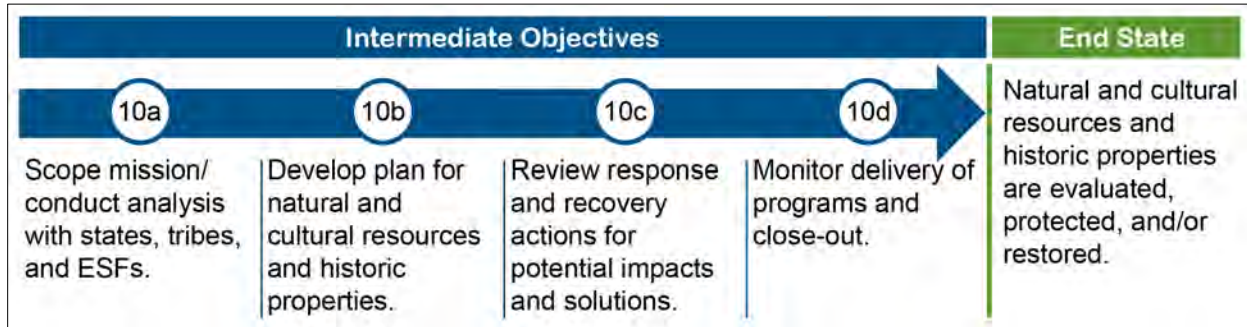 Intermediate Objectives
End State
10a
10b
10c
10d
Scope mission/
conduct analysis
with states, tribes,
and ESFs.
Develop plan for
natural and
cultural resources
and historic
properties.
Review response
and recovery
actions for
potential impacts
and solutions.
Monitor delivery of
programs and
close-out.
Natural and cultural
resources and
historic properties
are evaluated,
protected, and/or
restored.